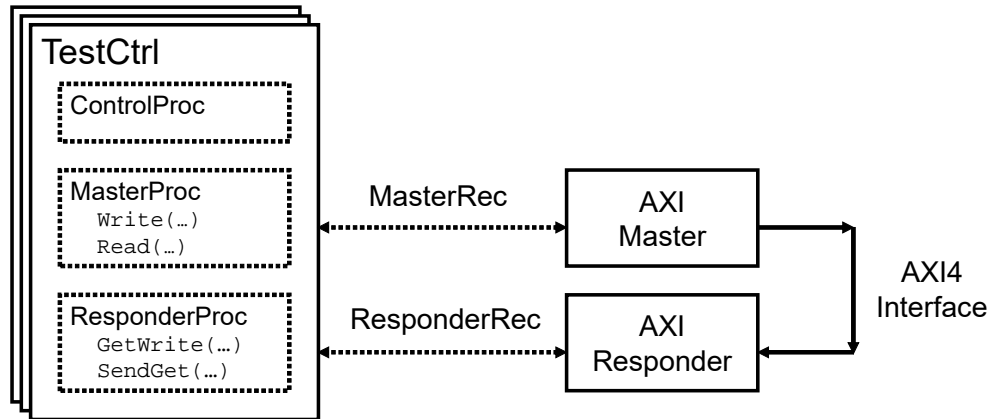 TestCtrl
ControlProc
MasterProc
Write(…)
Read(…)
ResponderProc
GetWrite(…)
SendGet(…)
MasterRec
ResponderRec
AXI
Master
AXI
Responder
AXI4
Interface